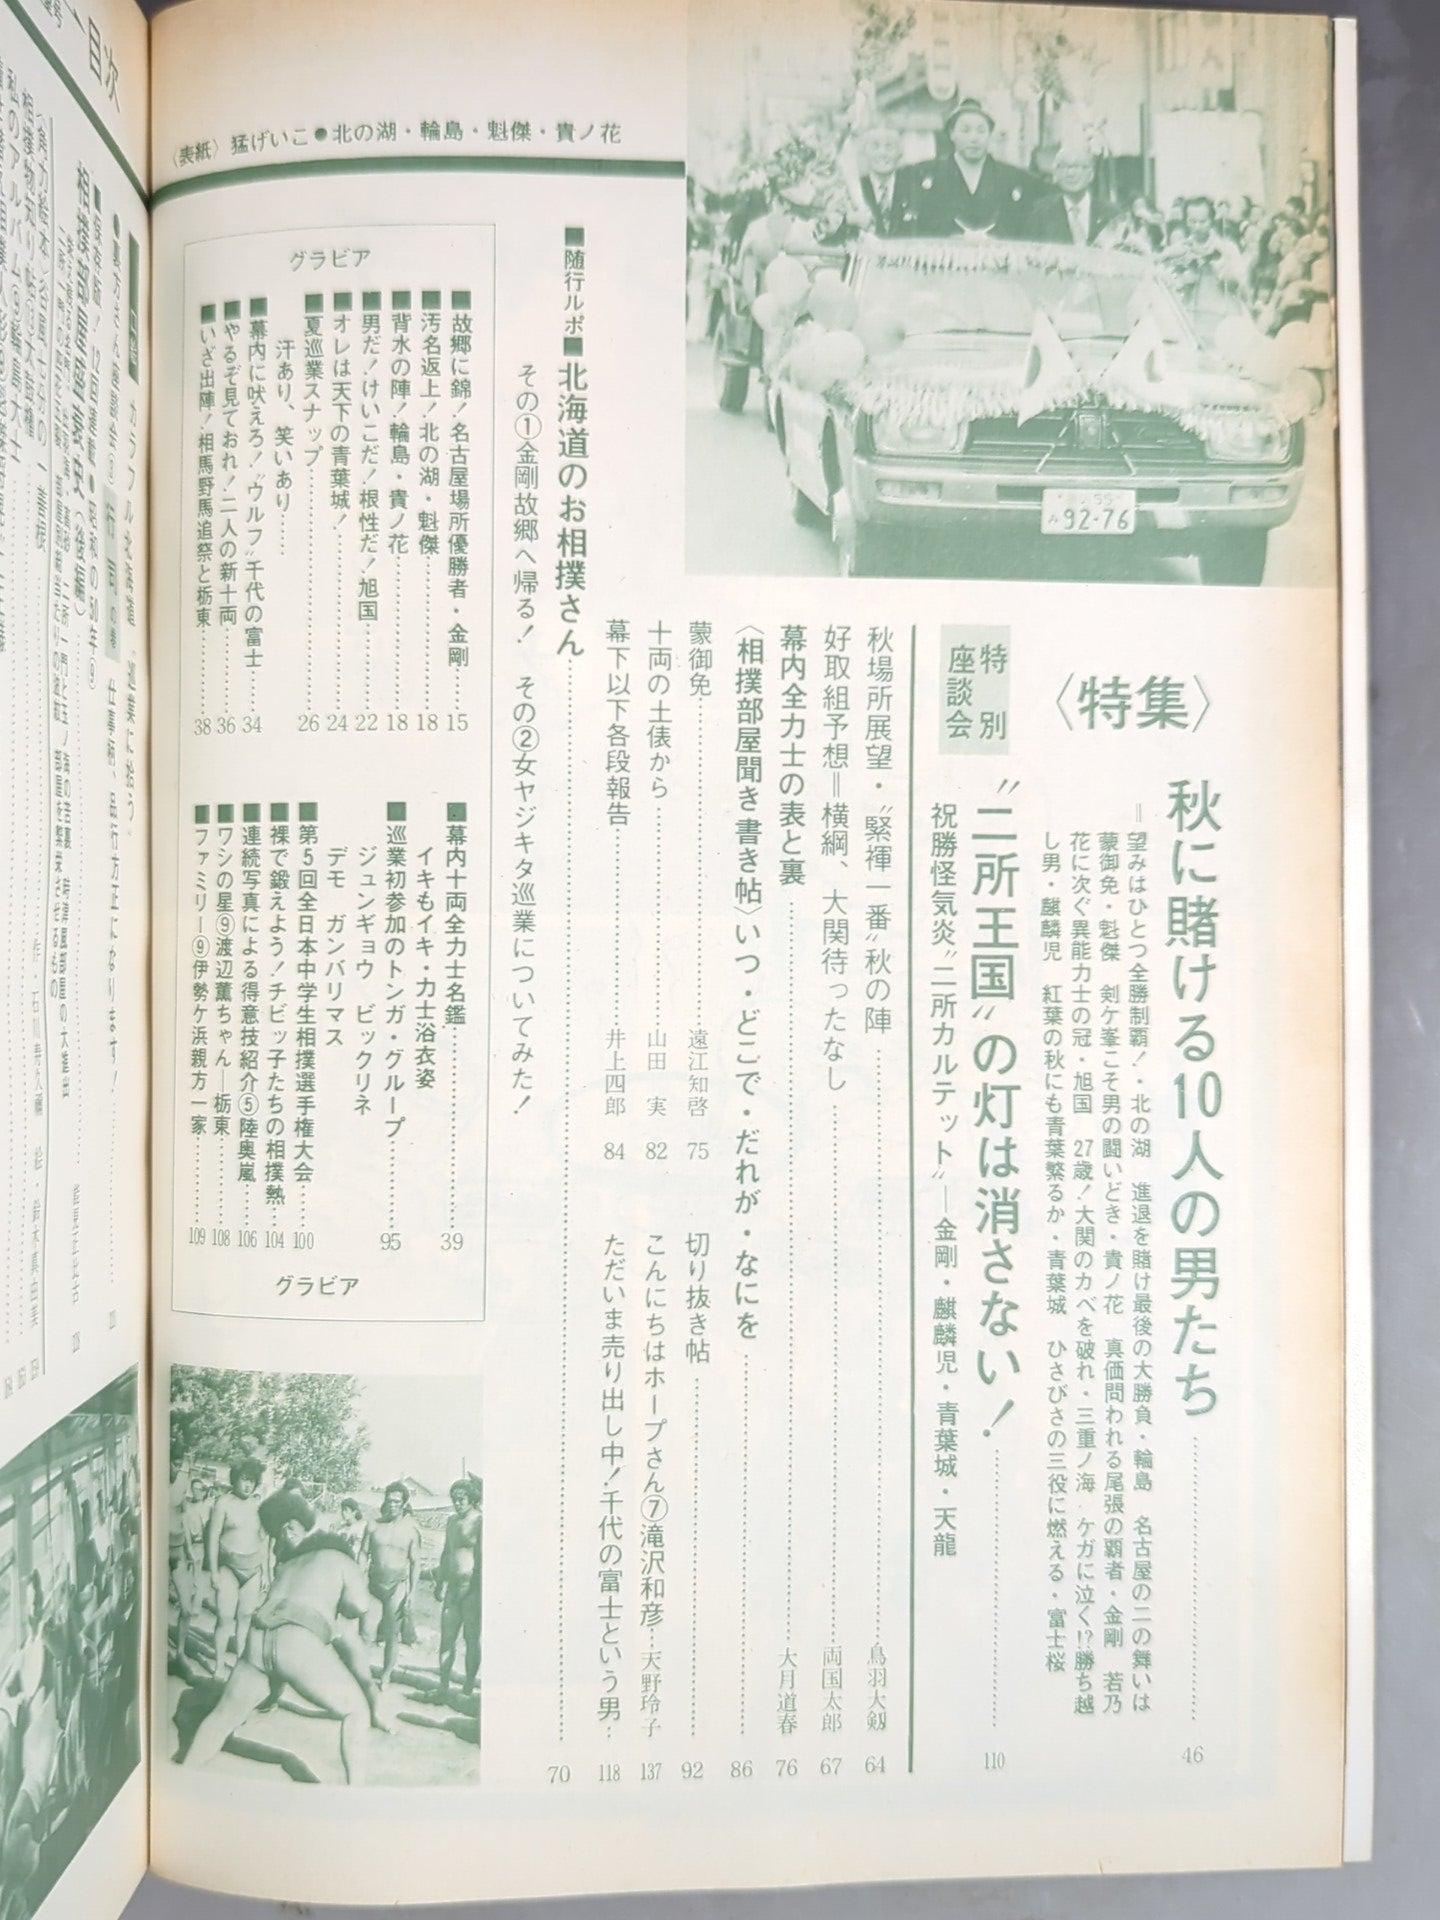 〈表紙〉猛げいこ●北の湖・輪島・魁傑・貴ノ花
〈特集〉
秋に賭ける10人の男たち……46
＝望みはひとつ全勝制覇！・北の湖　進退を賭け最後の大勝負・輪島　名古屋の二の舞いは
蒙御免・魁傑　剣ケ峯こそ男の闘いどき・貴ノ花　真価問われる尾張の覇者・金剛　若乃
花に次ぐ異能力士の冠・旭国　27歳！大関のカベを破れ・三重ノ海　ケガに泣く!?勝ち越
し男・麒麟児　紅葉の秋にも青葉繁るか・青葉城　ひさびさの三役に燃える・富士桜
特別
座談会
〝二所王国〟の灯は消さない！……110
祝勝怪気炎〝二所カルテット〟―金剛・麒麟児・青葉城・天龍
秋場所展望・〝緊褌一番〟秋の陣……鳥羽大剱 64
好取組予想＝横綱、大関待ったなし……両国太郎 67
幕内全力士の表と裏……大月道春 76
〈相撲部屋聞き書き帖〉いつ・どこで・だれが・なにを……86
蒙御免……遠江知啓 75
切り抜き帖……92
十両の土俵から……山田　実 82
こんにちはホープさん⑦滝沢和彦…天野玲子 137
幕下以下各段報告……井上四郎 84
ただいま売り出し中！千代の富士という男…118
■随行ルポ■北海道のお相撲さん……70
その①金剛故郷へ帰る！　その②女ヤジキタ巡業についてみた！
グラビア
■故郷に錦！名古屋場所優勝者・金剛……15
■汚名返上！北の湖・魁傑……18
■背水の陣！輪島・貴ノ花……18
■男だ！けいこだ！根性だ！旭国……22
■オレは天下の青葉城！……24
■夏巡業スナップ……26
汗あり、笑いあり……
■幕内に吠えろ！〝ウルフ〟千代の富士……34
■やるぞ見ておれ！二人の新十両……36
■いざ出陣！相馬野馬追祭と栃東……38
■幕内十両全力士名鑑……39
イキもイキ・力士浴衣姿
■巡業初参加のトンガ・グループ……95
ジュンギョウ　ビックリネ
デモ　ガンバリマス
■第5回全日本中学生相撲選手権大会……100
■裸で鍛えよう！チビッ子たちの相撲熱……104
■連続写真による得意技紹介⑤陸奥嵐……106
■ワシの星⑨渡辺薫ちゃん―栃東……108
■ファミリー⑨伊勢ケ浜親方一家……109
グラビア
92-76
目次
相撲部屋盛衰史〈後編〉